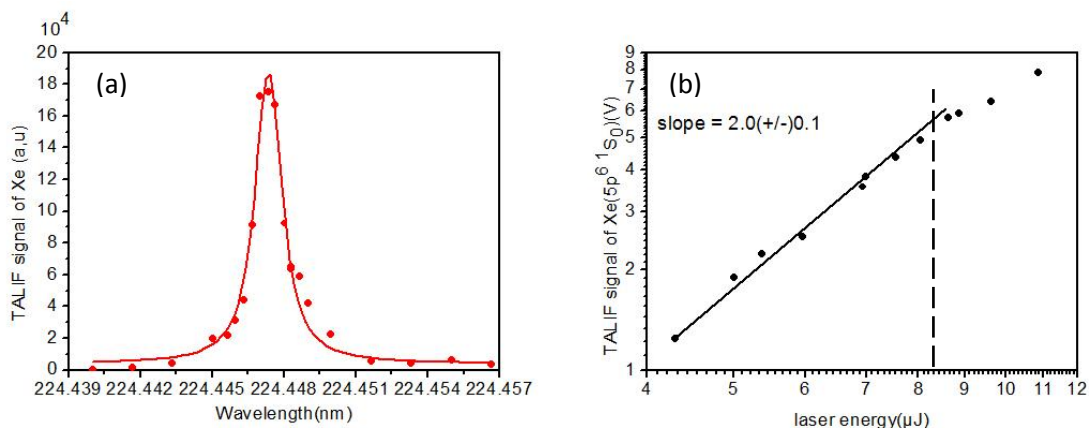 10^4
20
(a)
18
16
14
12
10
8
6
4
2
0
TALIF signal of Xe (a,u)
224.439 224.442 224.445 224.448 224.451 224.454 224.457
Wavelength(nm)
9
(b)
8
7
6
slope = 2.0(+/-)0.1
5
4
3
2
1
TALIF signal of Xe(5p^6 ^1S_0)(V)
4 5 6 7 8 9 10 11 12
laser energy(µJ)